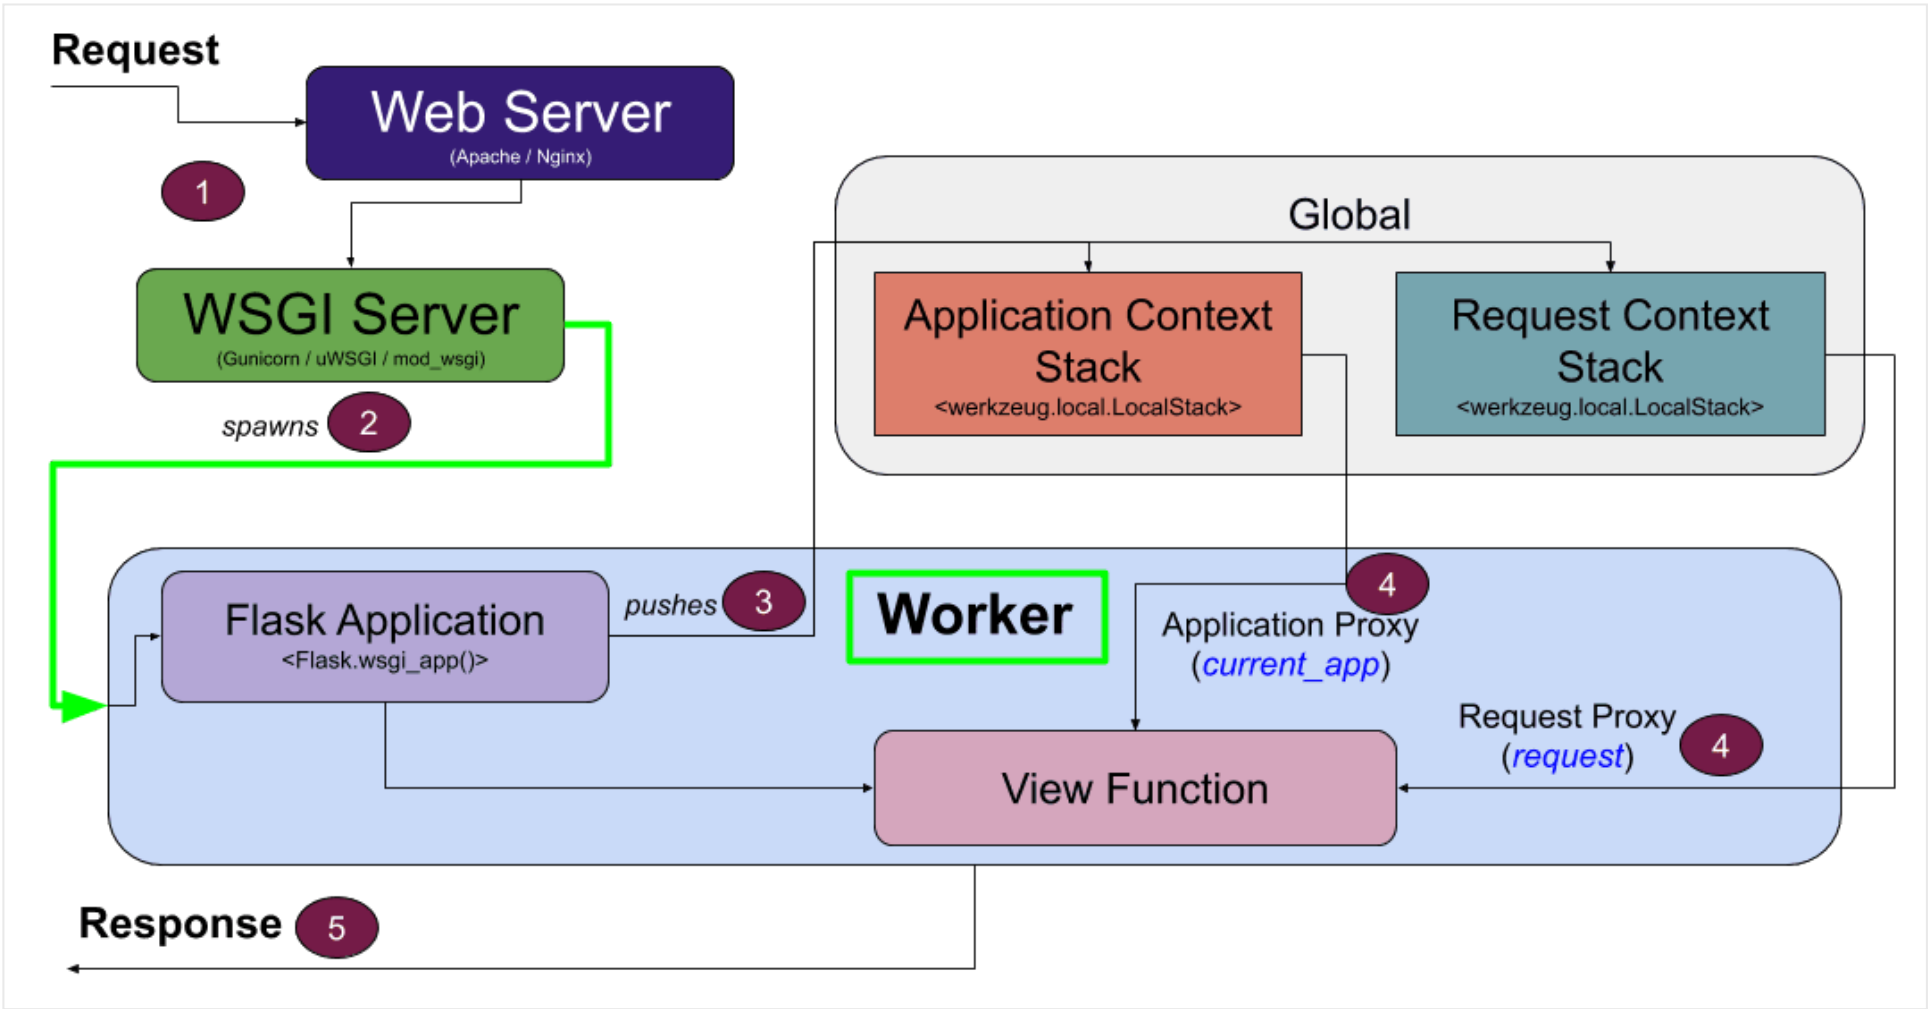 Request
Web Server
(Apache / Nginx)
1
WSGI Server
(Gunicorn / uWSGI / mod_wsgi)
spawns 2
Global
Application Context
Stack
<werkzeug.local.LocalStack>
Request Context
Stack
<werkzeug.local.LocalStack>
Flask Application
<Flask.wsgi_app()>
pushes 3
Worker
4
Application Proxy
(current_app)
Request Proxy
(request)
4
View Function
Response 5